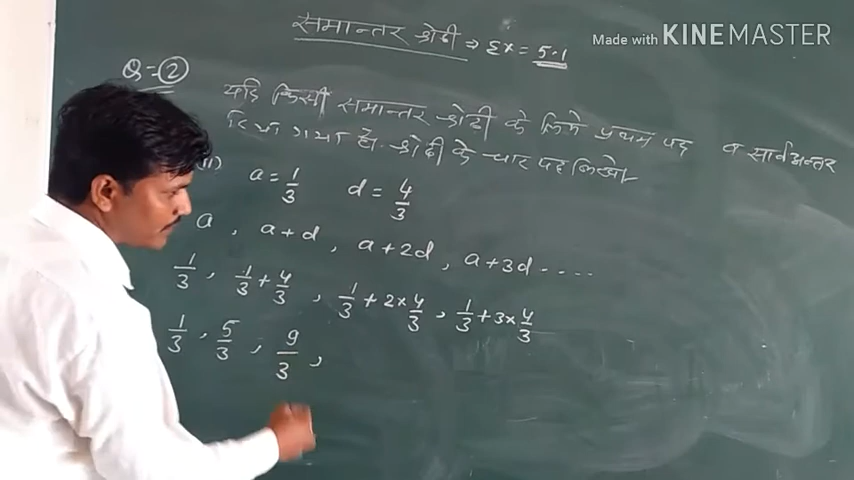 समान्तर श्रेढी ⇒ Ex = 5.1
Made with KINEMASTER
Q=②
यदि किसी समान्तर श्रेढी के लिये प्रथम पद व सार्वअन्तर
दिया गया है। श्रेढी के चार पद लिखो
(ii) a = 1/3 d = 4/3
a, a+d, a+2d, a+3d.....
1/3, 1/3 + 4/3, 1/3 + 2×4/3, 1/3 + 3×4/3
1/3, 5/3, 9/3,